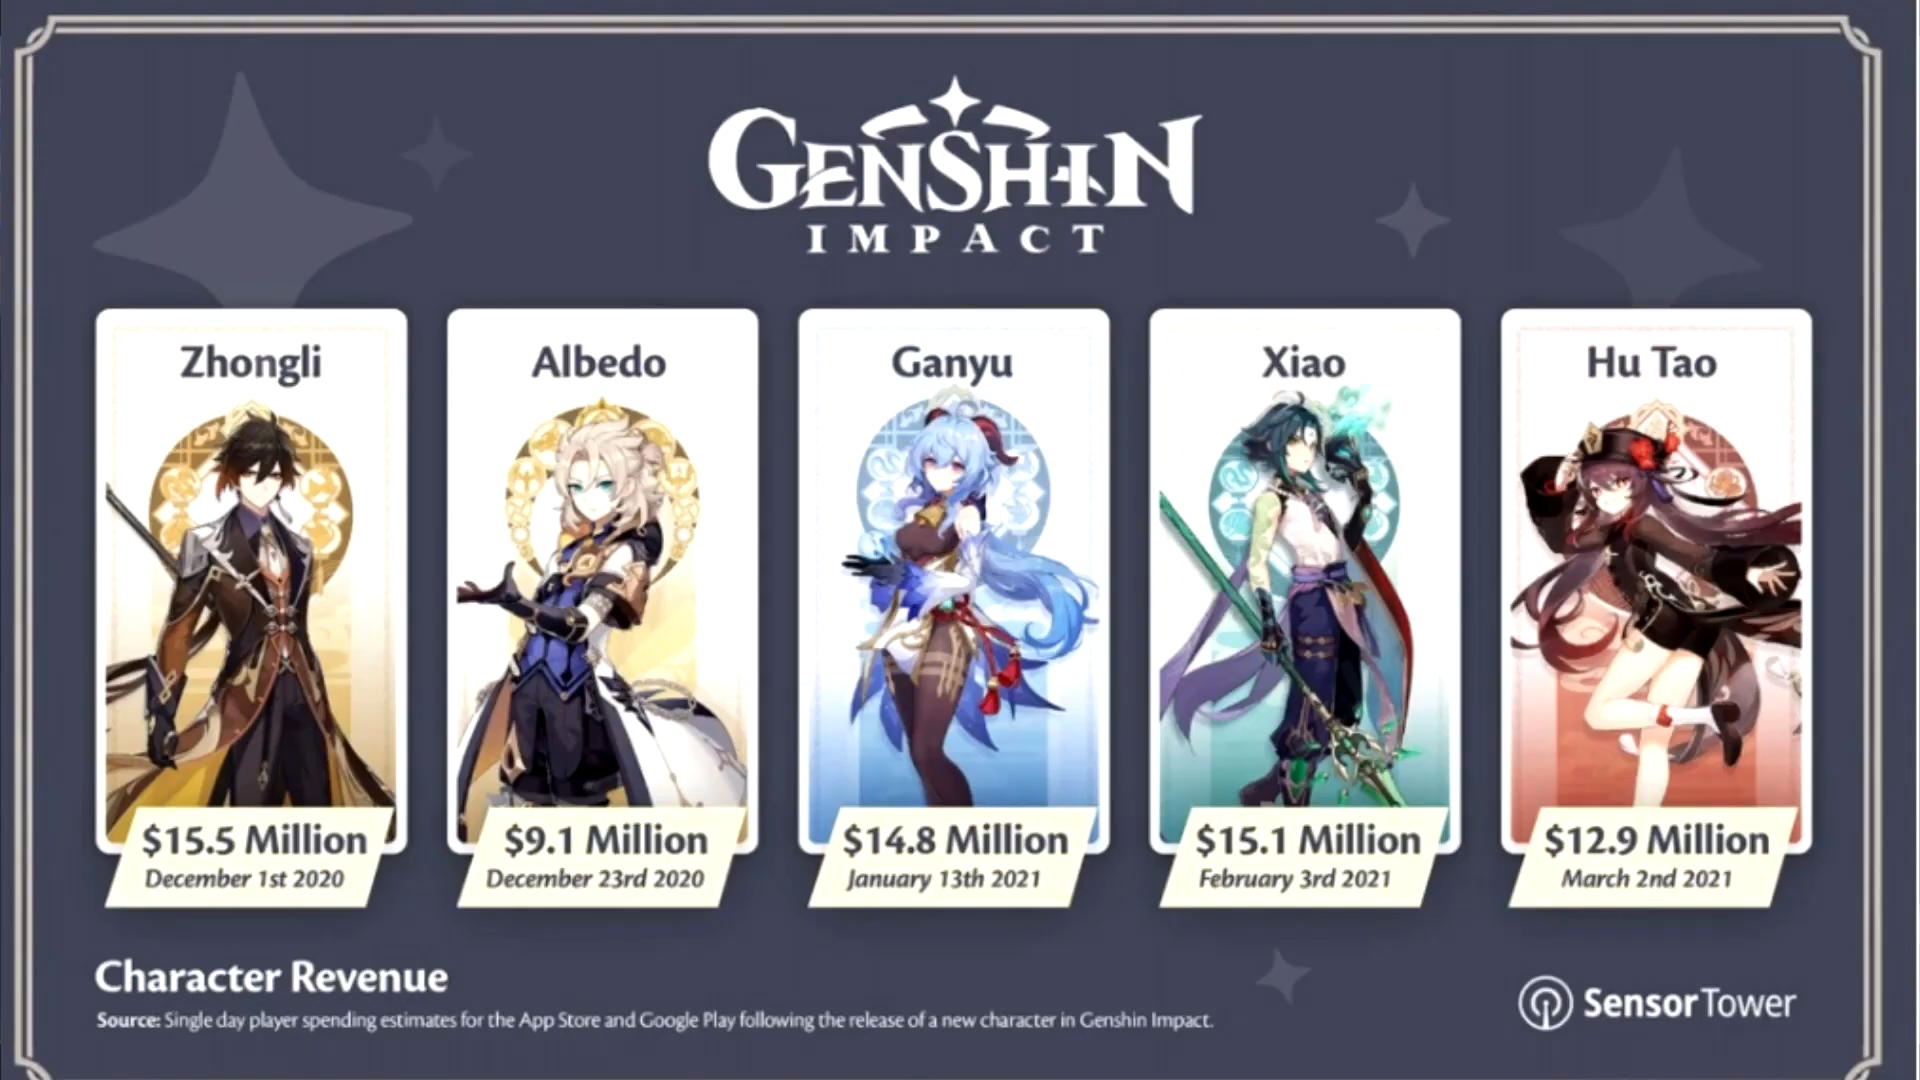 GENSHIN
IMPACT
Zhongli
Albedo
Ganyu
Xiao
Hu Tao
$15.5 Million
December 1st 2020
$9.1 Million
December 23rd 2020
$14.8 Million
January 13th 2021
$15.1 Million
February 3rd 2021
$12.9 Million
March 2nd 2021
Character Revenue
Source: Single day player spending estimates for the App Store and Google Play following the release of a new character in Genshin Impact.
SensorTower